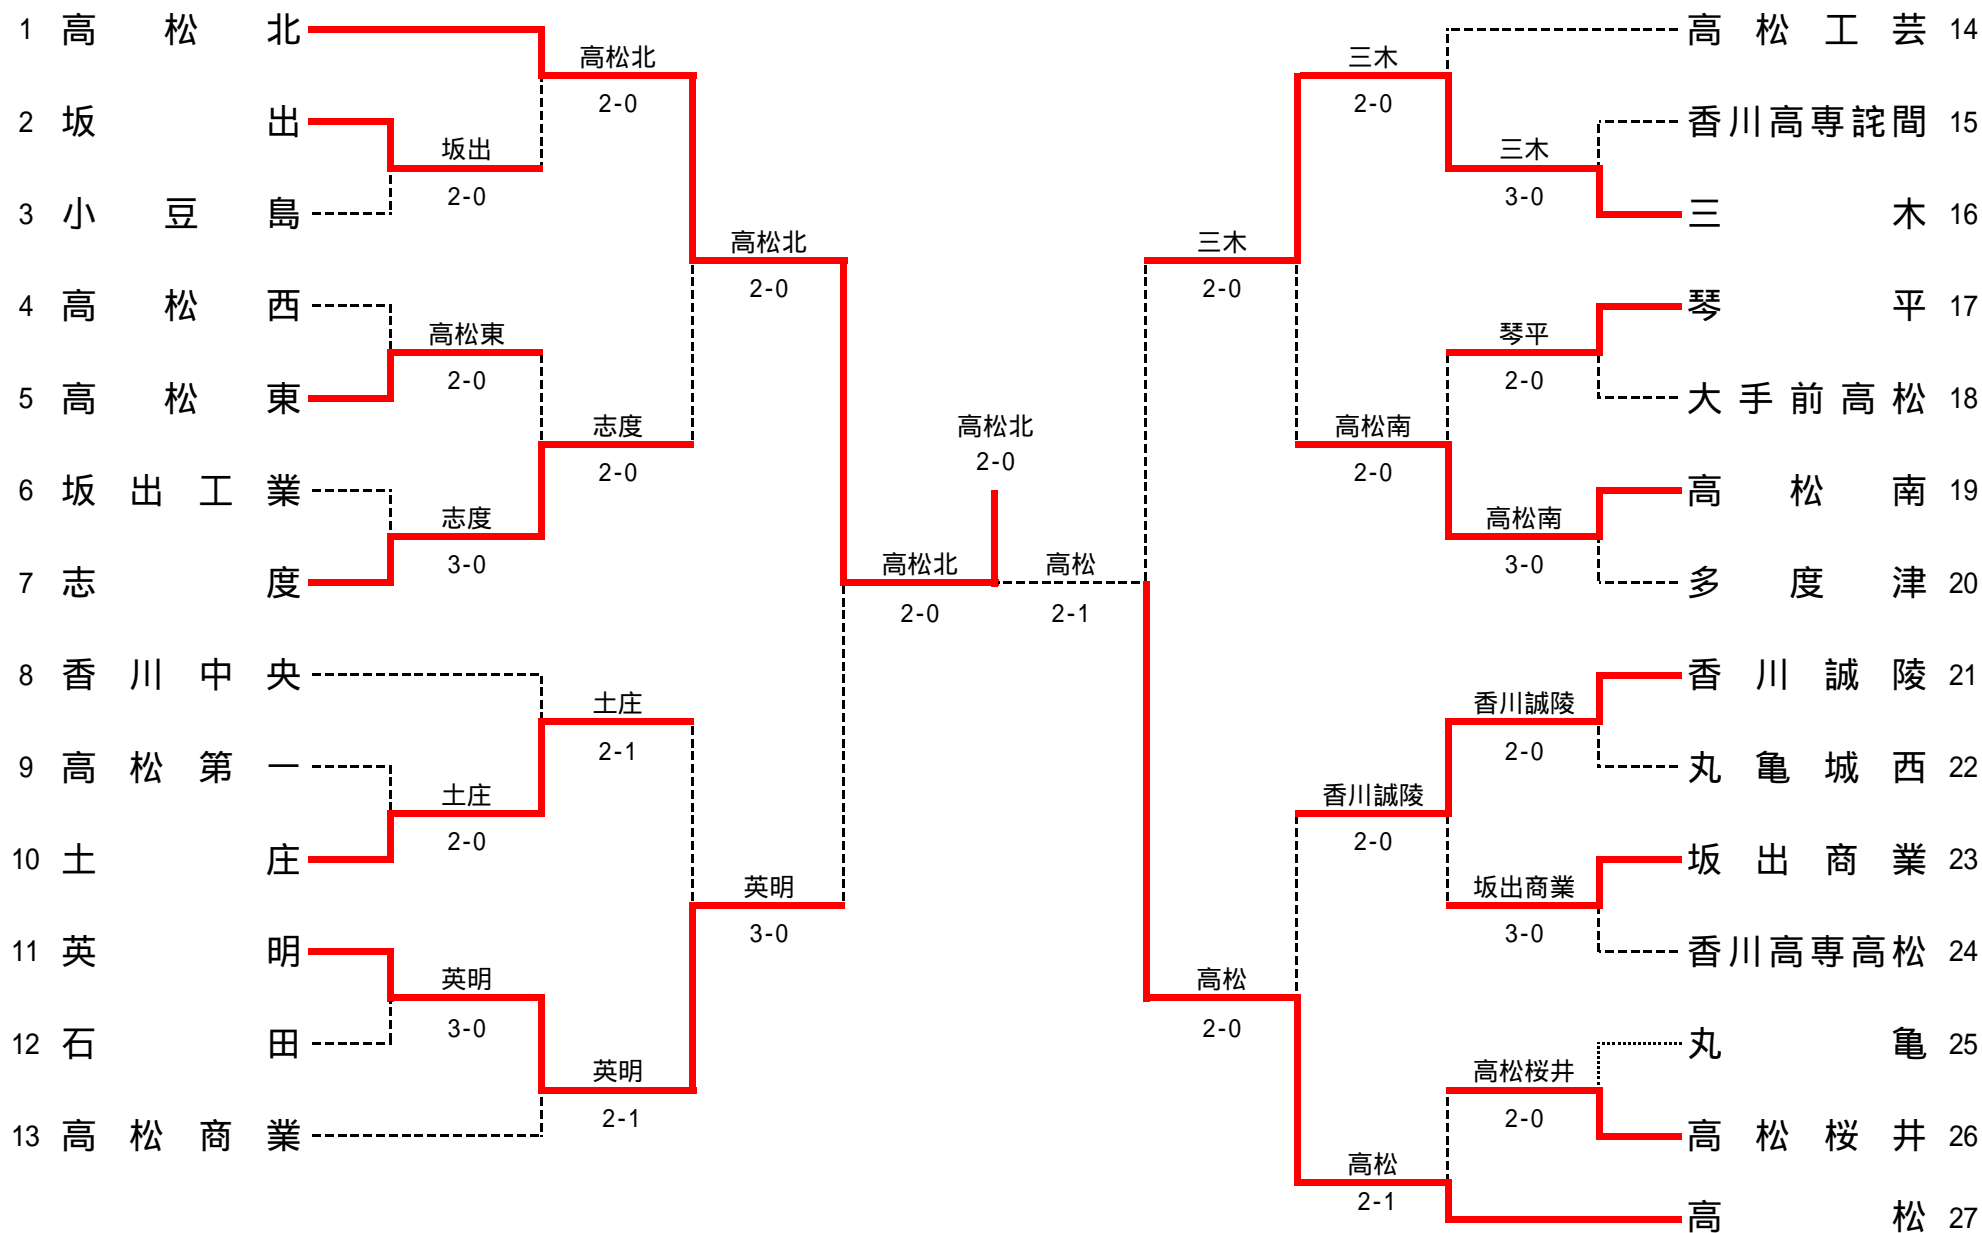 1 高松北
2 坂出
3 小豆島
4 高松西
5 高松東
6 坂出工業
7 志度
8 香川中央
9 高松第一
10 土庄
11 英明
12 石田
13 高松商業
坂出
2-0
高松東
2-0
志度
3-0
土庄
2-0
英明
3-0
高松北
2-0
志度
2-0
土庄
2-1
英明
2-1
高松北
2-0
英明
3-0
高松北
2-0
高松北
2-0
高松
2-1
三木
2-0
高松
2-0
三木
2-0
高松南
2-0
香川誠陵
2-0
高松
2-1
三木
3-0
琴平
2-0
高松南
3-0
香川誠陵
2-0
坂出商業
3-0
高松桜井
2-0
高松工芸 14
香川高専詫間 15
三木 16
琴平 17
大手前高松 18
高松南 19
多度津 20
香川誠陵 21
丸亀城西 22
坂出商業 23
香川高専高松 24
丸亀 25
高松桜井 26
高松 27